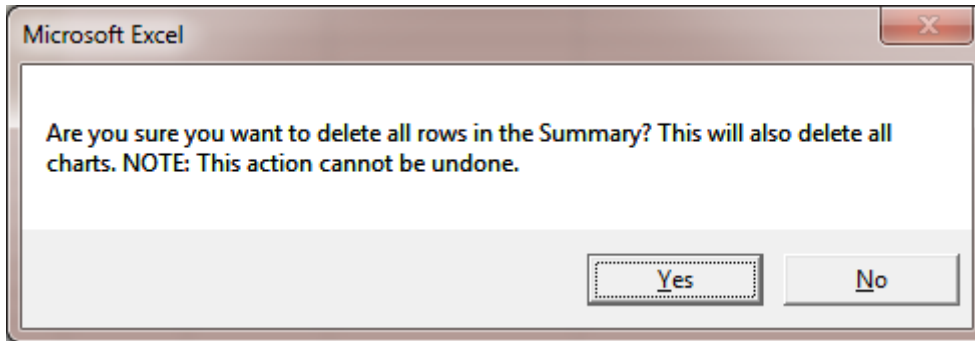 Microsoft Excel
Are you sure you want to delete all rows in the Summary? This will also delete all
charts. NOTE: This action cannot be undone.
Yes No